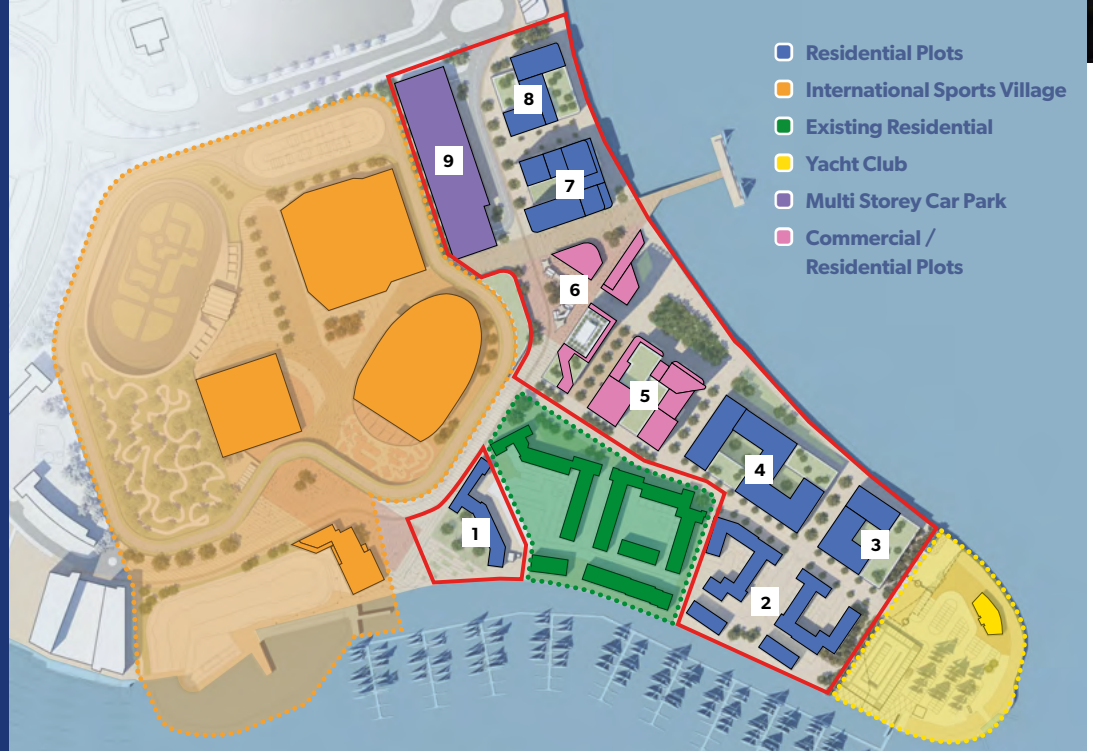 Residential Plots
International Sports Village
Existing Residential
Yacht Club
Multi Storey Car Park
Commercial /
Residential Plots
8
9
7
6
5
4
1
3
2